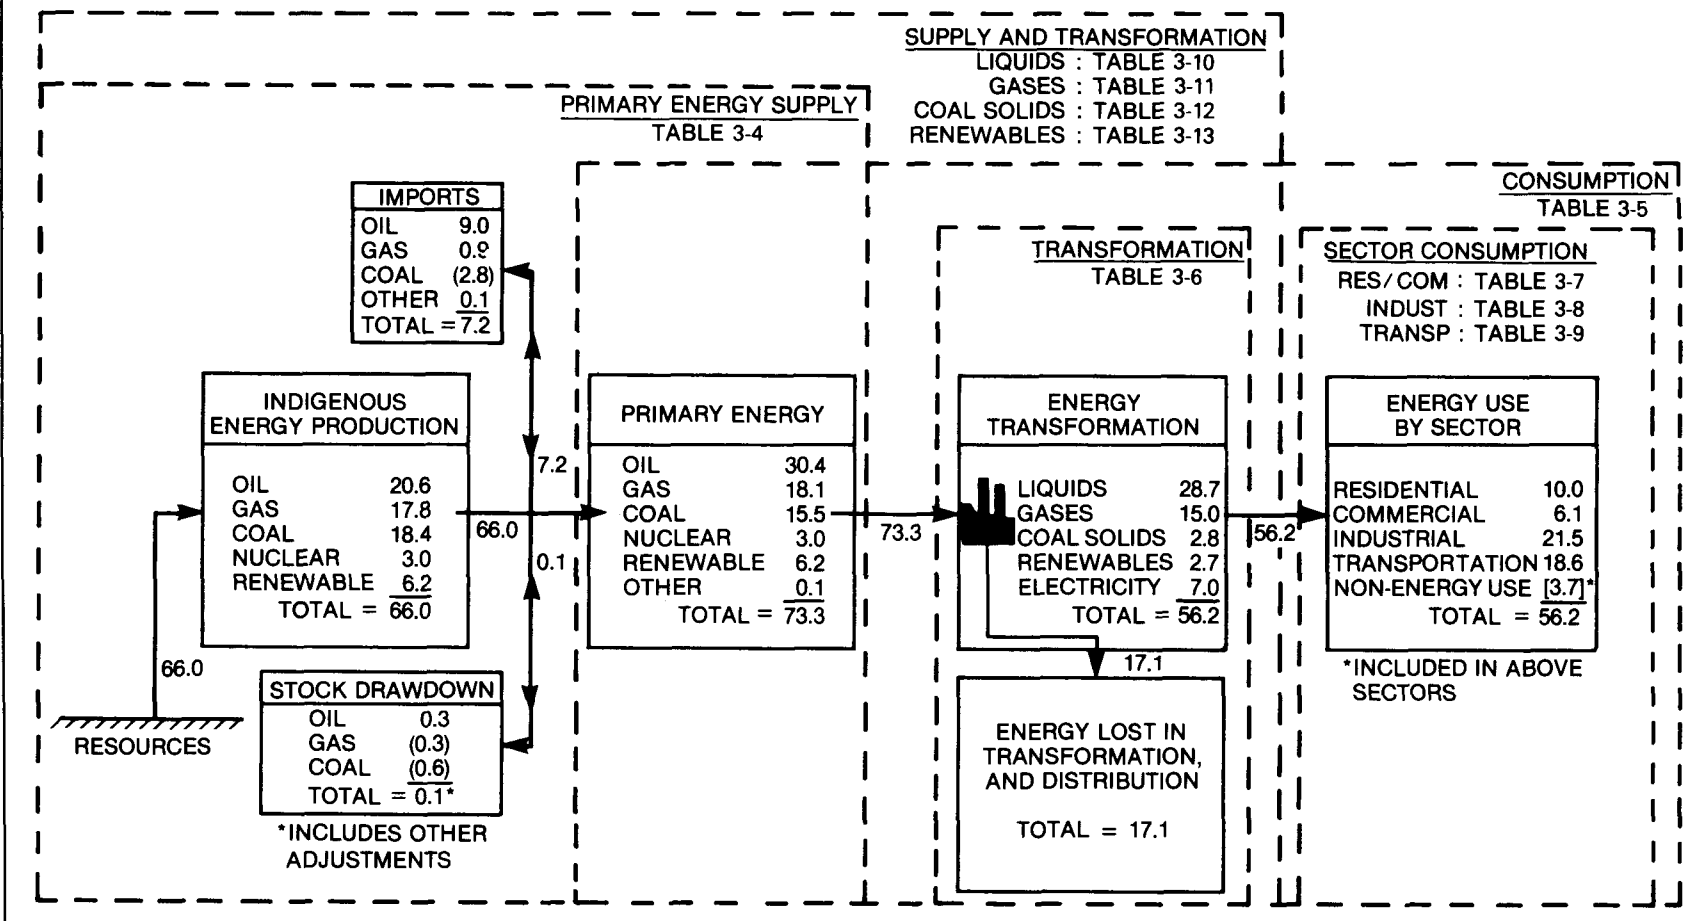 SUPPLY AND TRANSFORMATION
LIQUIDS : TABLE 3-10
GASES : TABLE 3-11
COAL SOLIDS : TABLE 3-12
RENEWABLES : TABLE 3-13
PRIMARY ENERGY SUPPLY
TABLE 3-4
CONSUMPTION
TABLE 3-5
IMPORTS
OIL 9.0
GAS 0.9
COAL (2.8)
OTHER 0.1
TOTAL = 7.2
TRANSFORMATION
TABLE 3-6
SECTOR CONSUMPTION
RES/COM : TABLE 3-7
INDUST : TABLE 3-8
TRANSP : TABLE 3-9
INDIGENOUS
ENERGY PRODUCTION
OIL 20.6
GAS 17.8
COAL 18.4
NUCLEAR 3.0
RENEWABLE 6.2
TOTAL = 66.0
66.0
7.2
0.1
PRIMARY ENERGY
OIL 30.4
GAS 18.1
COAL 15.5
NUCLEAR 3.0
RENEWABLE 6.2
OTHER 0.1
TOTAL = 73.3
73.3
ENERGY
TRANSFORMATION
LIQUIDS 28.7
GASES 15.0
COAL SOLIDS 2.8
RENEWABLES 2.7
ELECTRICITY 7.0
TOTAL = 56.2
56.2
ENERGY USE
BY SECTOR
RESIDENTIAL 10.0
COMMERCIAL 6.1
INDUSTRIAL 21.5
TRANSPORTATION 18.6
NON-ENERGY USE [3.7]*
TOTAL = 56.2
*INCLUDED IN ABOVE
SECTORS
66.0
RESOURCES
STOCK DRAWDOWN
OIL 0.3
GAS (0.3)
COAL (0.6)
TOTAL = 0.1*
*INCLUDES OTHER
ADJUSTMENTS
17.1
ENERGY LOST IN
TRANSFORMATION,
AND DISTRIBUTION
TOTAL = 17.1